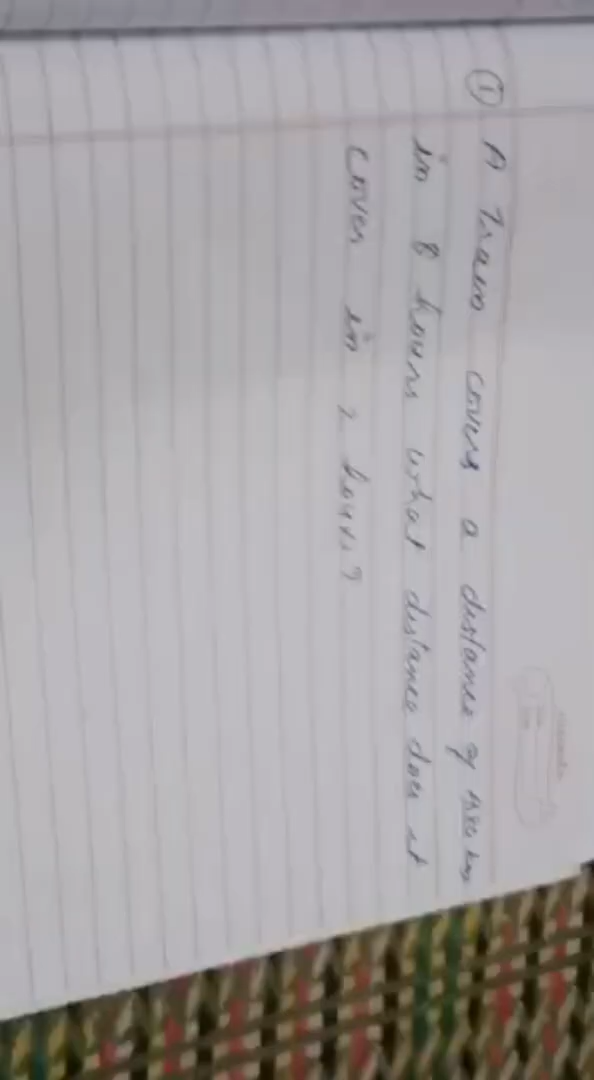 ① A train covers a distance of
in 8 hours what distance does it
cover in 2 hours?